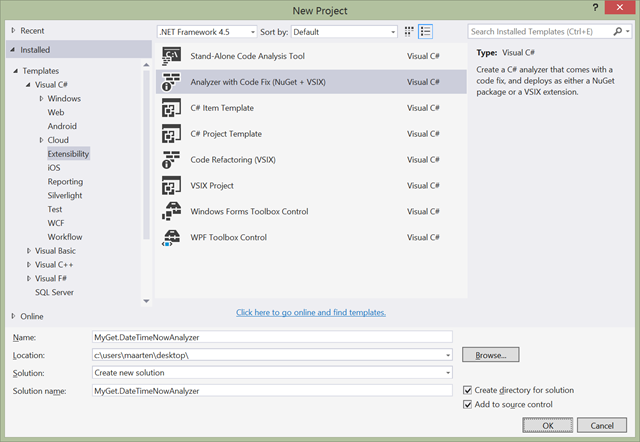 New Project
?
Recent
.NET Framework 4.5
Sort by:
Default
Search Installed Templates (Ctrl+E)
Installed
Templates
Visual C#
Windows
Web
Android
Cloud
Extensibility
iOS
Reporting
Silverlight
Test
WCF
Workflow
Visual Basic
Visual C++
Visual F#
SQL Server
Online
Stand-Alone Code Analysis Tool Visual C#
Analyzer with Code Fix (NuGet + VSIX) Visual C#
C# Item Template Visual C#
C# Project Template Visual C#
Code Refactoring (VSIX) Visual C#
VSIX Project Visual C#
Windows Forms Toolbox Control Visual C#
WPF Toolbox Control Visual C#
Click here to go online and find templates.
Type: Visual C#
Create a C# analyzer that comes with a
code fix, and deploys as either a NuGet
package or a VSIX extension.
Name: MyGet.DateTimeNowAnalyzer
Location: c:\users\maarten\desktop\
Browse...
Solution: Create new solution
Solution name: MyGet.DateTimeNowAnalyzer
Create directory for solution
Add to source control
OK
Cancel